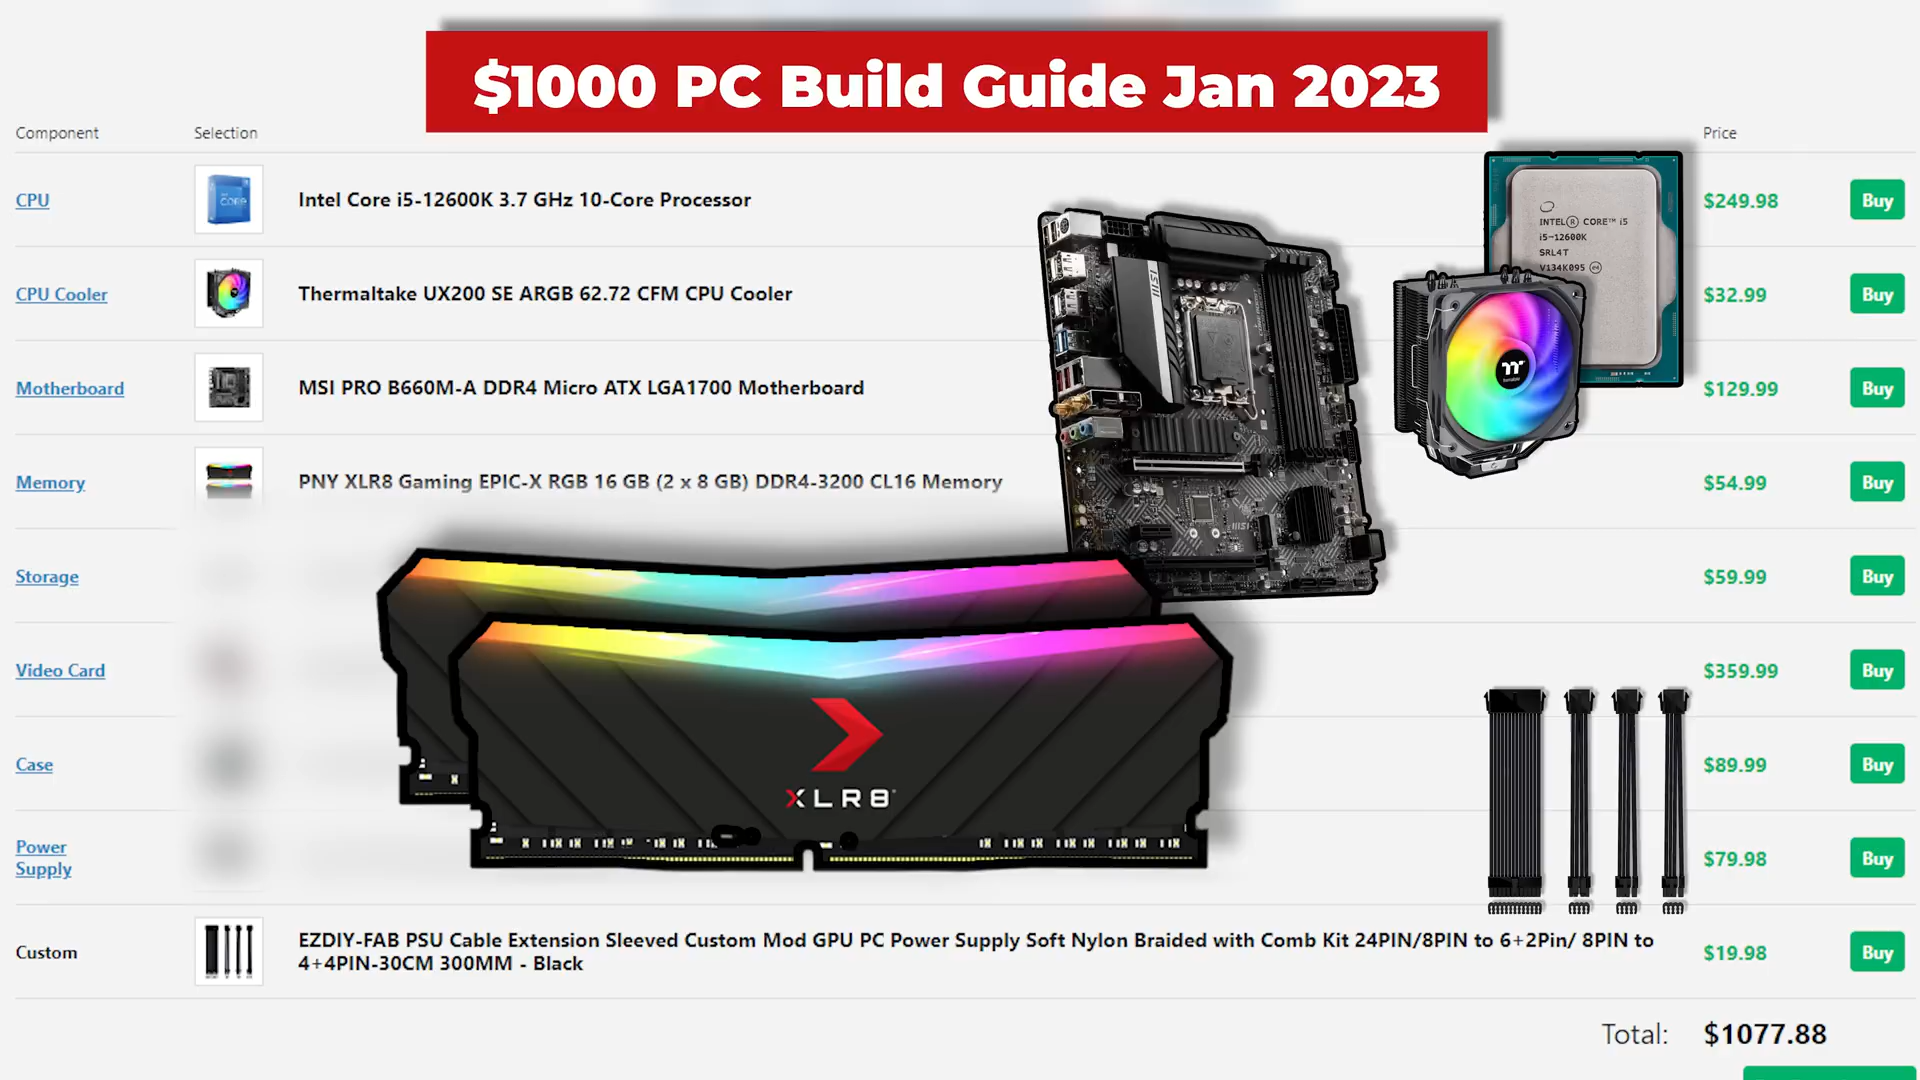 $1000 PC Build Guide Jan 2023
Component Selection Price
CPU Intel Core i5-12600K 3.7 GHz 10-Core Processor $249.98 Buy
INTEL® CORE™ i5
i5-12600K
SRL4T
V134K095
CPU Cooler Thermaltake UX200 SE ARGB 62.72 CFM CPU Cooler $32.99 Buy
Motherboard MSI PRO B660M-A DDR4 Micro ATX LGA1700 Motherboard $129.99 Buy
Memory PNY XLR8 Gaming EPIC-X RGB 16 GB (2 x 8 GB) DDR4-3200 CL16 Memory $54.99 Buy
Storage $59.99 Buy
Video Card $359.99 Buy
XLR8
Case $89.99 Buy
Power
Supply $79.98 Buy
Custom EZDIY-FAB PSU Cable Extension Sleeved Custom Mod GPU PC Power Supply Soft Nylon Braided with Comb Kit 24PIN/8PIN to 6+2Pin/ 8PIN to
4+4PIN-30CM 300MM - Black $19.98 Buy
Total: $1077.88